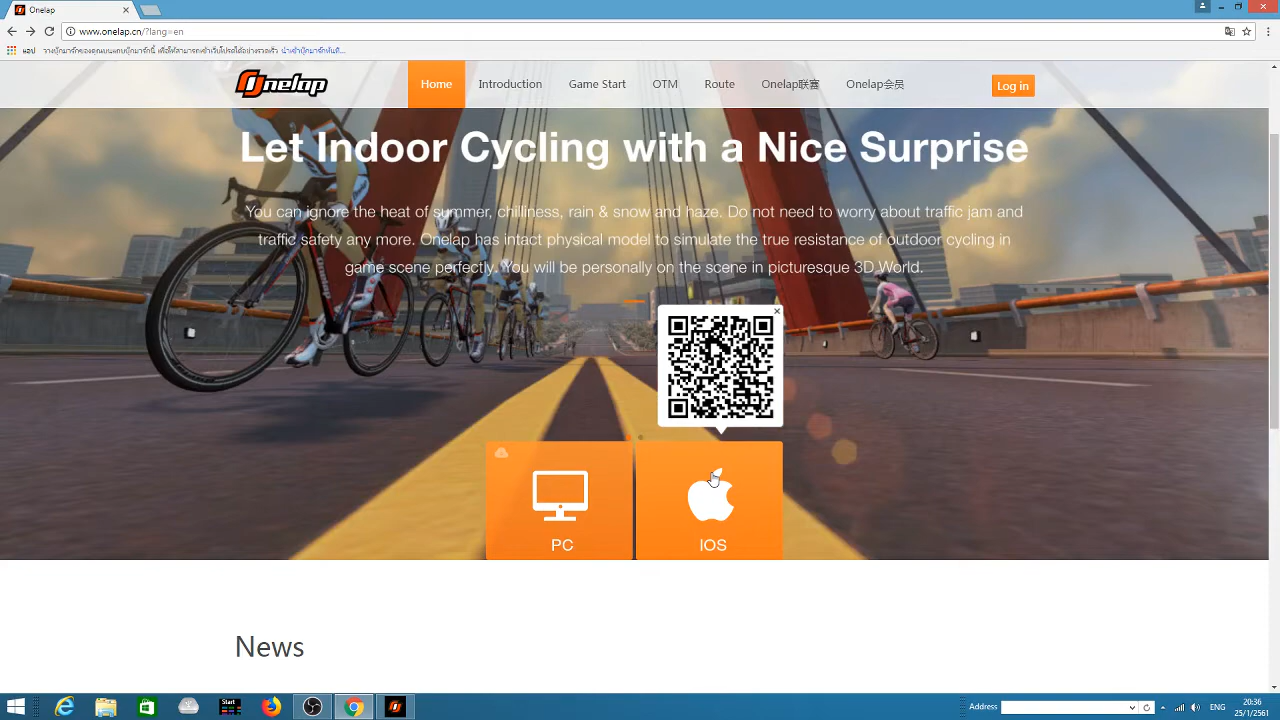 Onelap
www.onelap.cn/?lang=en
แอป
Onelap
Home
Introduction
Game Start
OTM
Route
Onelap联赛
Onelap会员
Log in
Let Indoor Cycling with a Nice Surprise
You can ignore the heat of summer, chilliness, rain & snow and haze. Do not need to worry about traffic jam and
traffic safety any more. Onelap has intact physical model to simulate the true resistance of outdoor cycling in
game scene perfectly. You will be personally on the scene in picturesque 3D World.
PC
IOS
News
Start
Address
ENG
20:36
25/1/2561